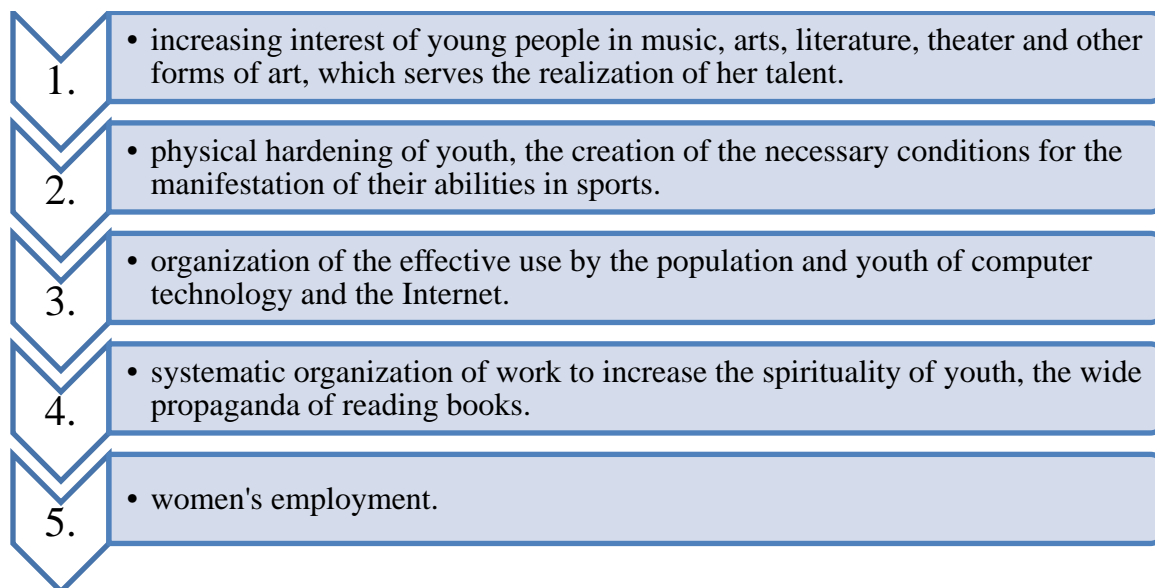 1.
• increasing interest of young people in music, arts, literature, theater and other
forms of art, which serves the realization of her talent.
2.
• physical hardening of youth, the creation of the necessary conditions for the
manifestation of their abilities in sports.
3.
• organization of the effective use by the population and youth of computer
technology and the Internet.
4.
• systematic organization of work to increase the spirituality of youth, the wide
propaganda of reading books.
5.
• women's employment.